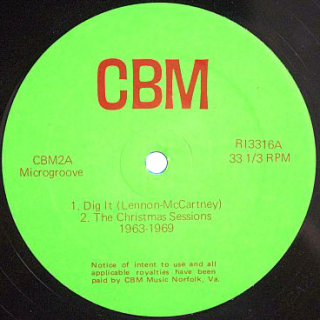 CBM
CBM2A
Microgroove
RI3316A
33 1/3 RPM
1. Dig It (Lennon-McCartney)
2. The Christmas Sessions
1963-1969
Notice of intent to use and all
applicable royalties have been
paid by CBM Music Norfolk, Va.